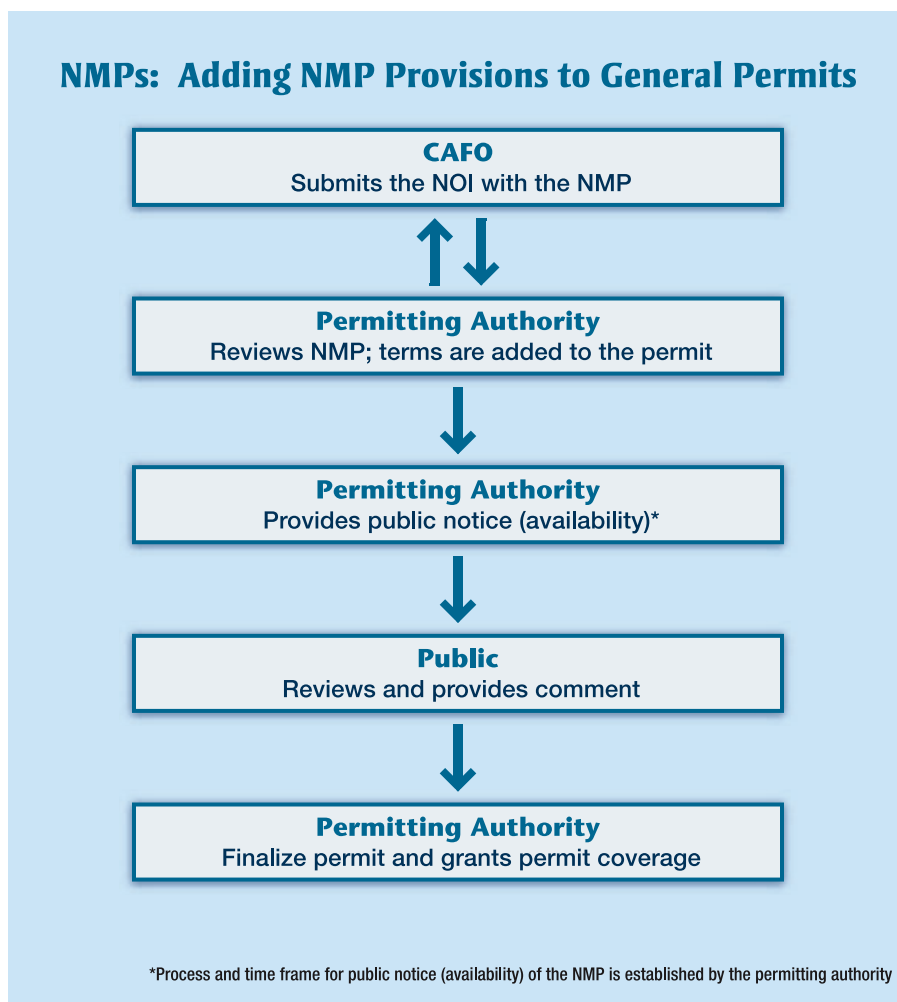 NMPs: Adding NMP Provisions to General Permits
CAFO
Submits the NOI with the NMP
Permitting Authority
Reviews NMP; terms are added to the permit
Permitting Authority
Provides public notice (availability)*
Public
Reviews and provides comment
Permitting Authority
Finalize permit and grants permit coverage
*Process and time frame for public notice (availability) of the NMP is established by the permitting authority